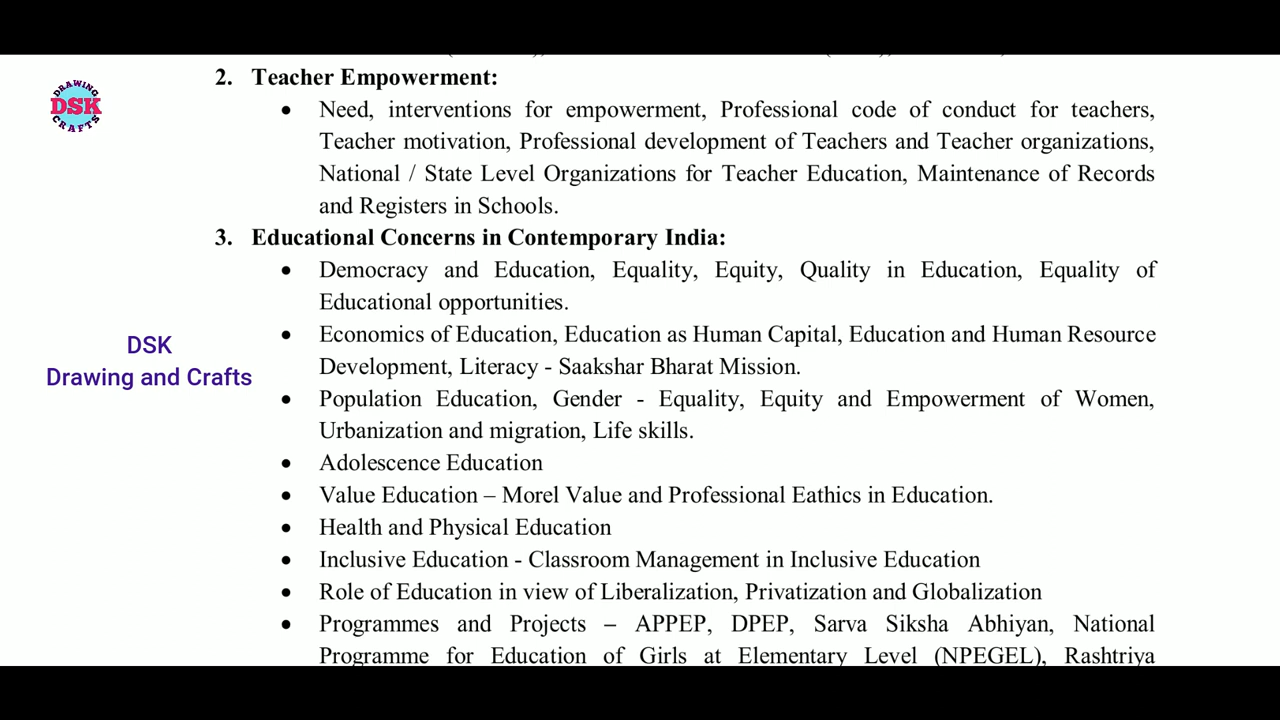 DRAWING
DSK
CRAFTS
2. Teacher Empowerment:
• Need, interventions for empowerment, Professional code of conduct for teachers,
Teacher motivation, Professional development of Teachers and Teacher organizations,
National / State Level Organizations for Teacher Education, Maintenance of Records
and Registers in Schools.
3. Educational Concerns in Contemporary India:
• Democracy and Education, Equality, Equity, Quality in Education, Equality of
Educational opportunities.
• Economics of Education, Education as Human Capital, Education and Human Resource
Development, Literacy - Saakshar Bharat Mission.
• Population Education, Gender - Equality, Equity and Empowerment of Women,
Urbanization and migration, Life skills.
• Adolescence Education
• Value Education – Morel Value and Professional Eathics in Education.
• Health and Physical Education
• Inclusive Education - Classroom Management in Inclusive Education
• Role of Education in view of Liberalization, Privatization and Globalization
• Programmes and Projects – APPEP, DPEP, Sarva Siksha Abhiyan, National
Programme for Education of Girls at Elementary Level (NPEGEL), Rashtriya
DSK
Drawing and Crafts